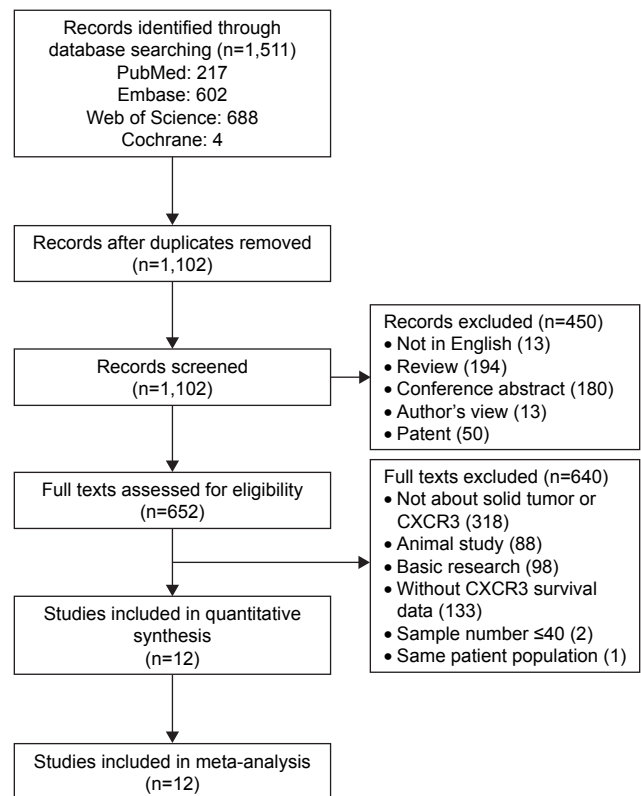 Records identified through
database searching (n=1,511)
PubMed: 217
Embase: 602
Web of Science: 688
Cochrane: 4
Records after duplicates removed
(n=1,102)
Records screened
(n=1,102)
Records excluded (n=450)
• Not in English (13)
• Review (194)
• Conference abstract (180)
• Author’s view (13)
• Patent (50)
Full texts assessed for eligibility
(n=652)
Full texts excluded (n=640)
• Not about solid tumor or
CXCR3 (318)
• Animal study (88)
• Basic research (98)
• Without CXCR3 survival
data (133)
• Sample number ≤40 (2)
• Same patient population (1)
Studies included in quantitative
synthesis
(n=12)
Studies included in meta-analysis
(n=12)